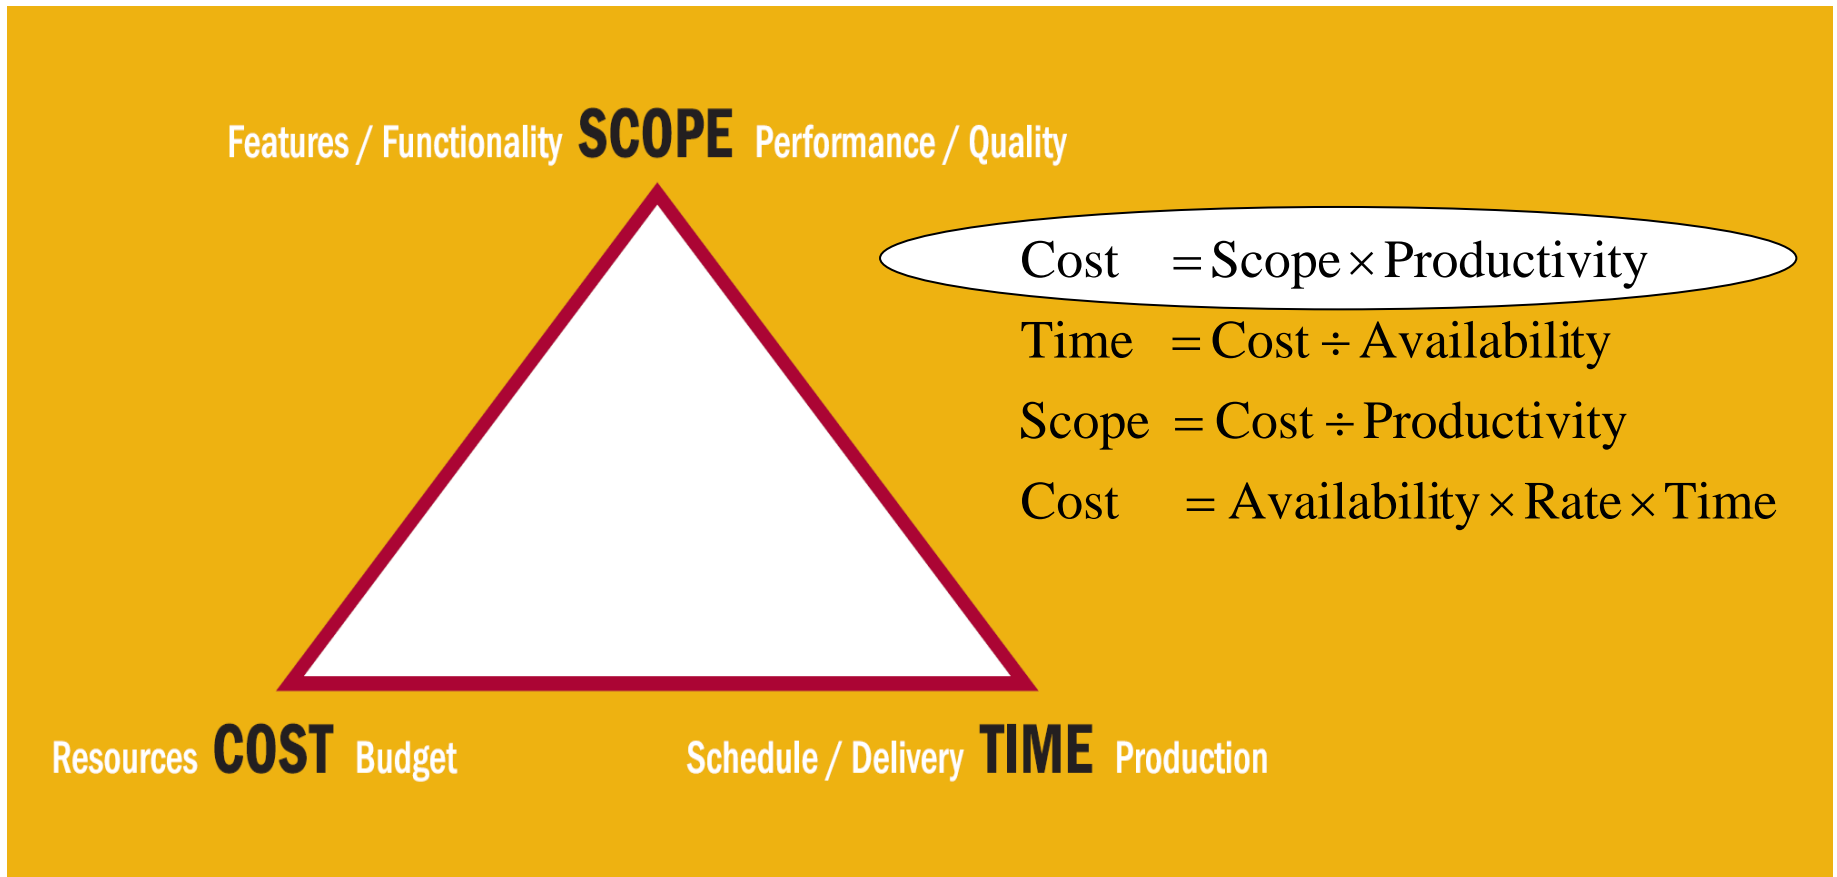 Features / Functionality SCOPE Performance / Quality
Cost = Scope × Productivity
Time = Cost ÷ Availability
Scope = Cost ÷ Productivity
Cost = Availability × Rate × Time
Resources COST Budget
Schedule / Delivery TIME Production